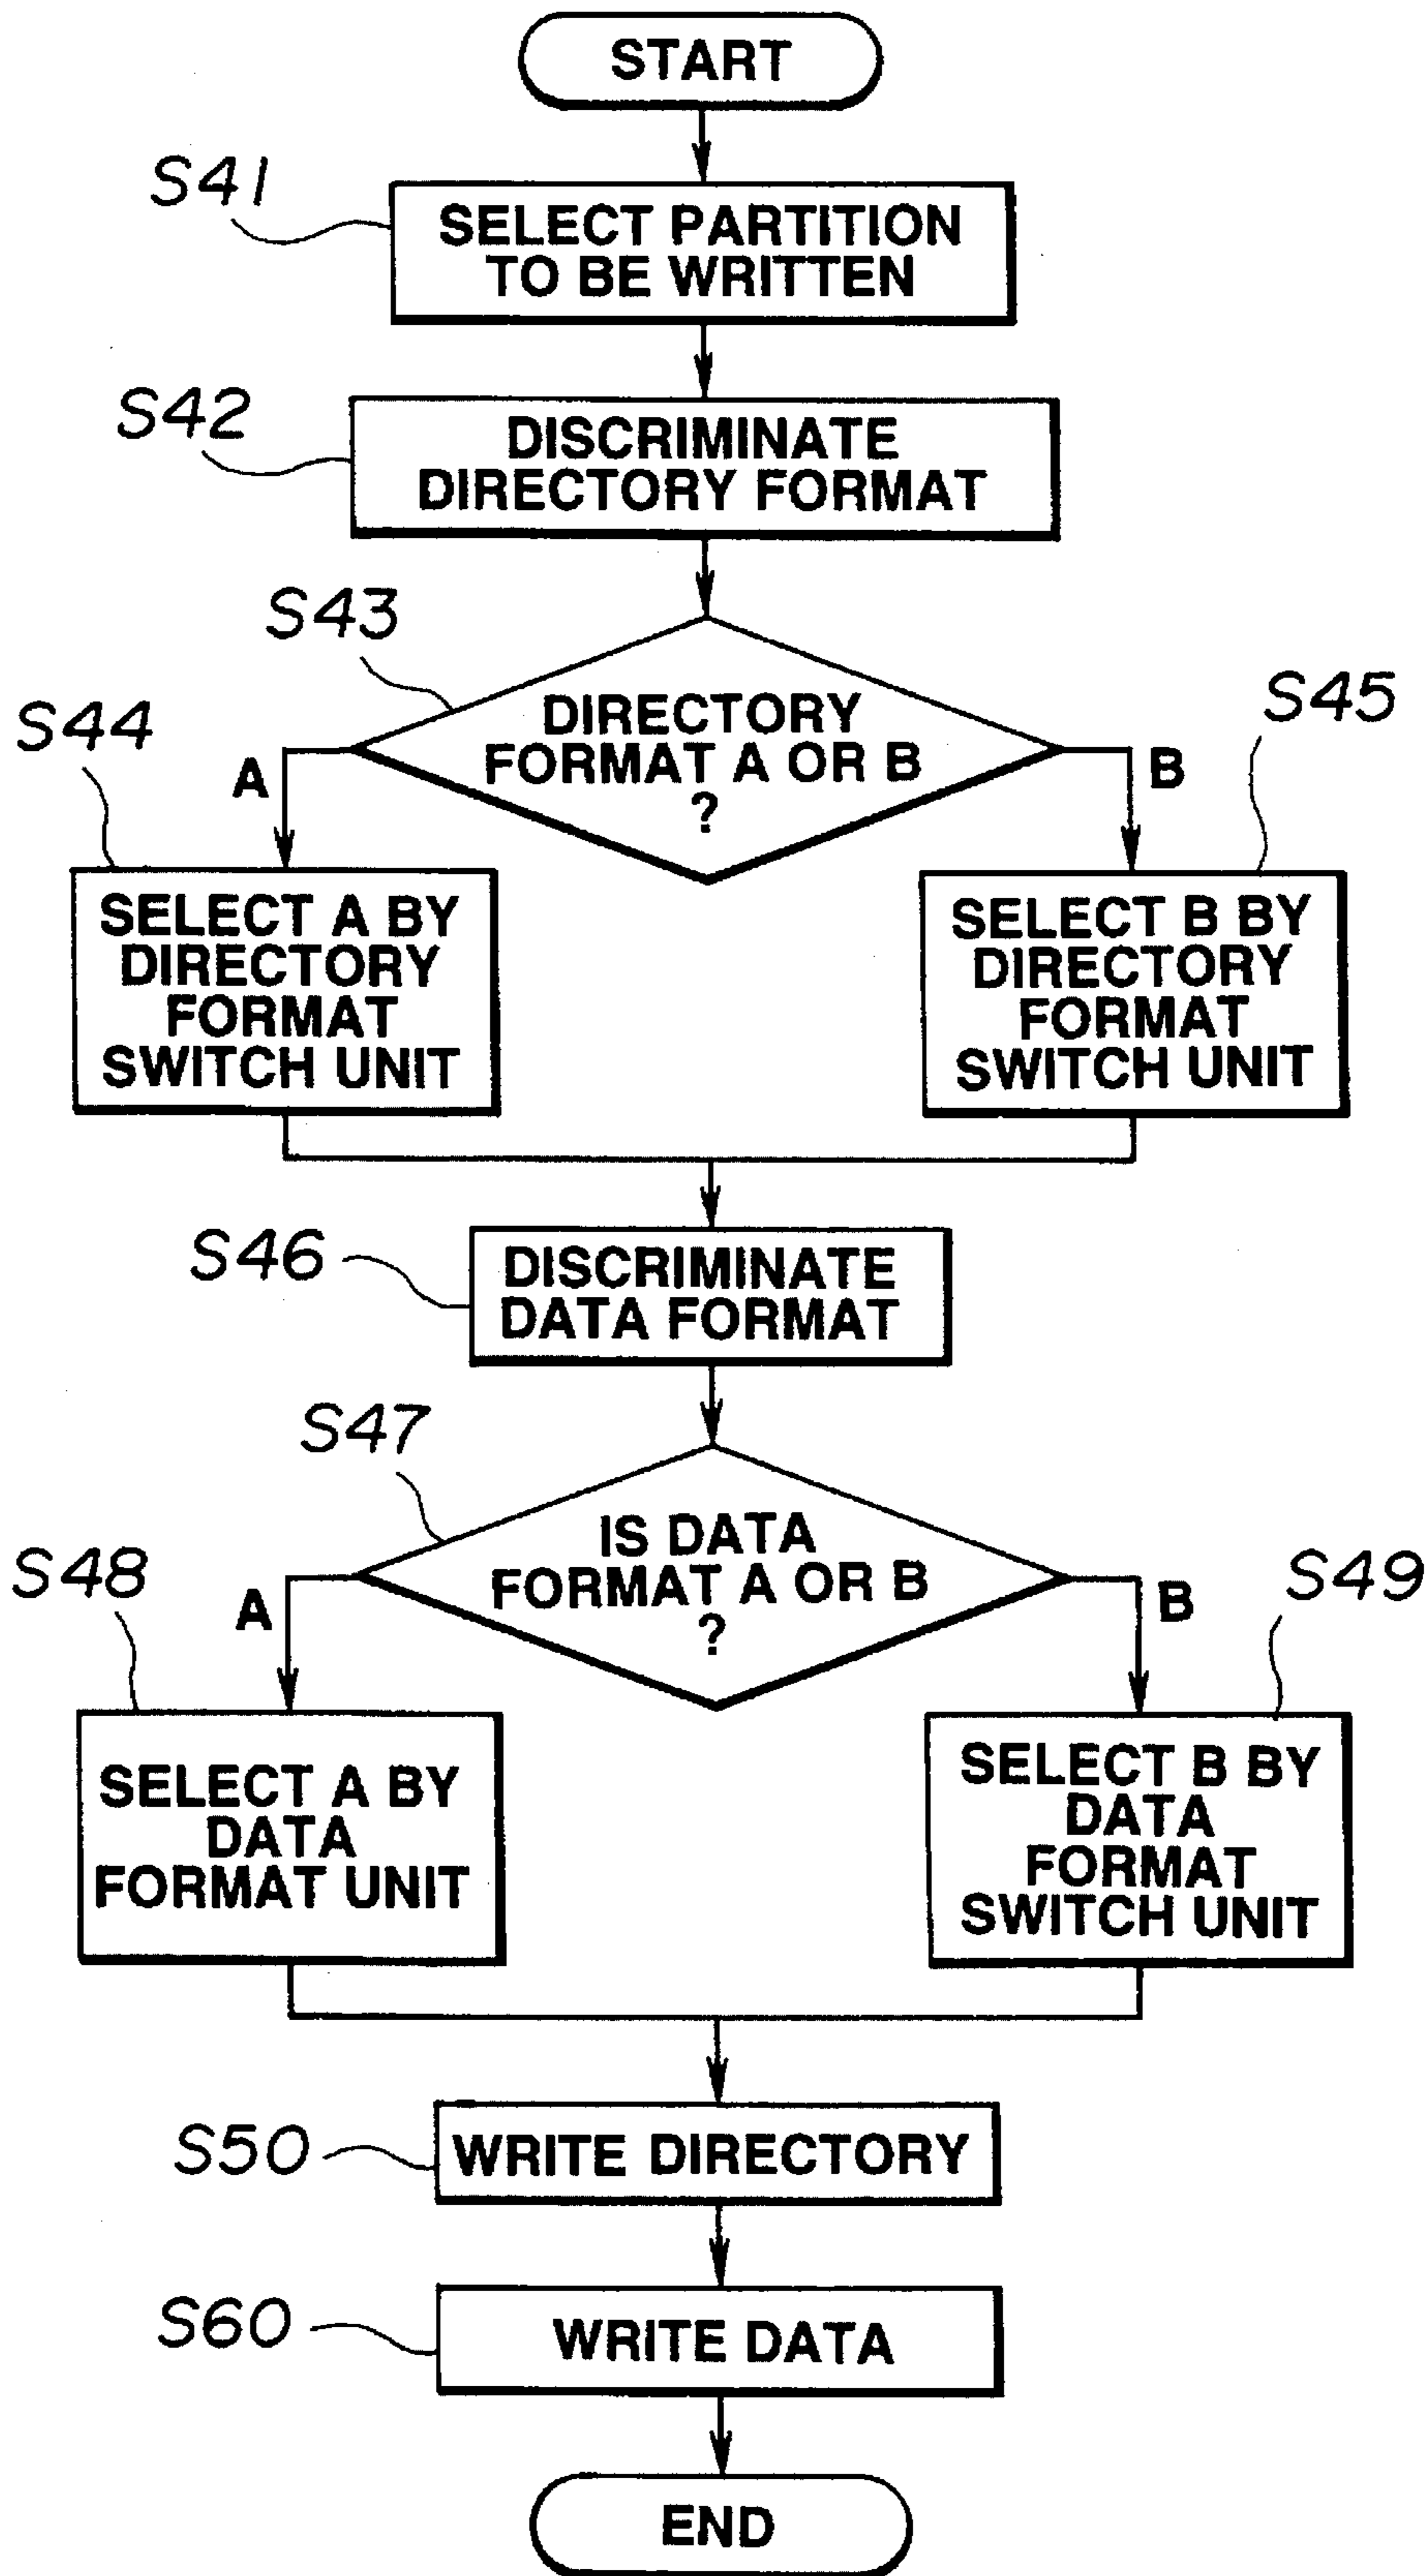 START
S41
SELECT PARTITION
TO BE WRITTEN
S42
DISCRIMINATE
DIRECTORY FORMAT
S43
DIRECTORY
FORMAT A OR B
?
S44
A
S45
B
SELECT A BY
DIRECTORY
FORMAT
SWITCH UNIT
SELECT B BY
DIRECTORY
FORMAT
SWITCH UNIT
S46
DISCRIMINATE
DATA FORMAT
S47
IS DATA
FORMAT A OR B
?
S48
A
S49
B
SELECT A BY
DATA
FORMAT UNIT
SELECT B BY
DATA
FORMAT
SWITCH UNIT
S50
WRITE DIRECTORY
S60
WRITE DATA
END